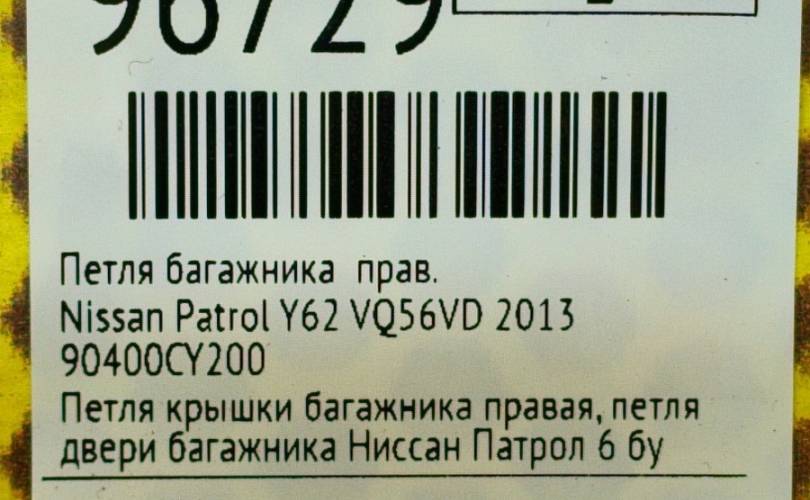 96729
Петля багажника прав.
Nissan Patrol Y62 VQ56VD 2013
90400CY200
Петля крышки багажника правая, петля
двери багажника Ниссан Патрол 6 бу